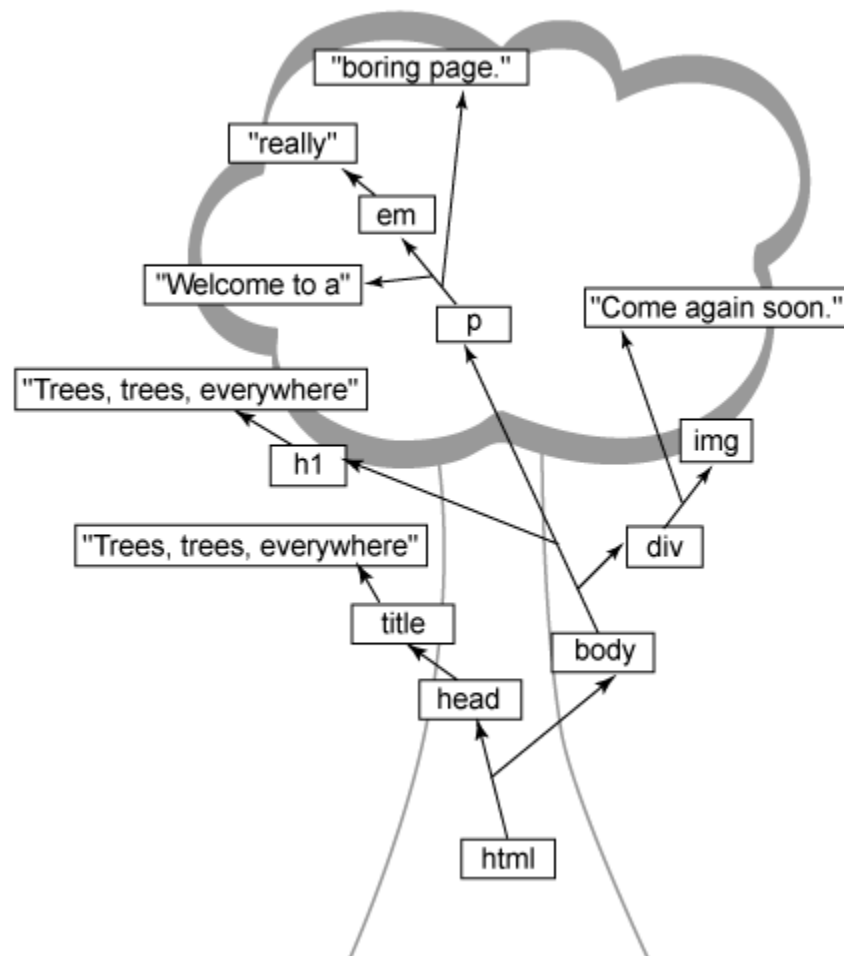 "boring page."
"really"
em
"Welcome to a"
"Come again soon."
p
"Trees, trees, everywhere"
img
h1
"Trees, trees, everywhere"
div
title
body
head
html